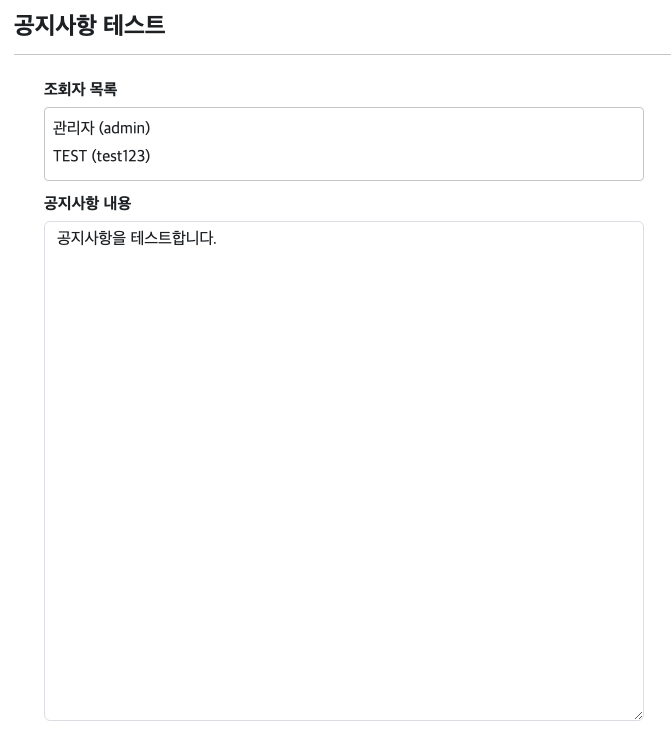 공지사항 테스트
조회자 목록
관리자 (admin)
TEST (test123)
공지사항 내용
공지사항을 테스트합니다.